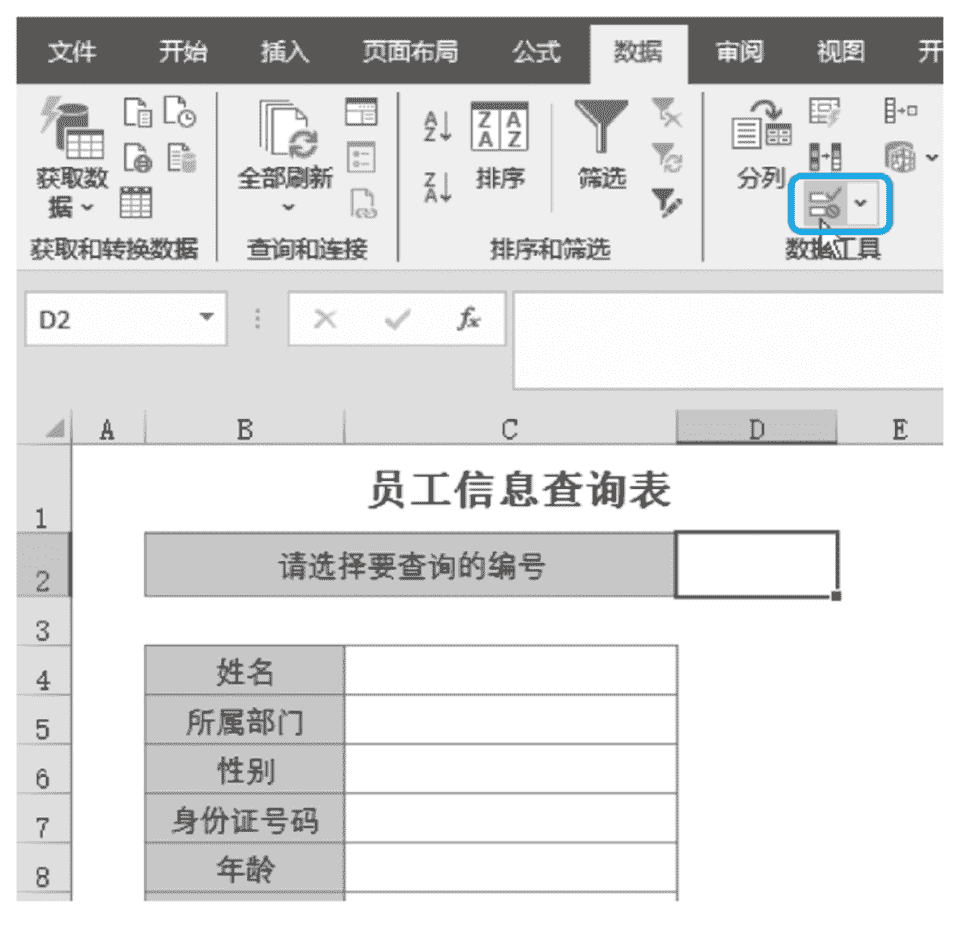 文件 开始 插入 页面布局 公式 数据 审阅 视图 开
获取数据 全部刷新 排序 筛选 分列
获取和转换数据 查询和连接 排序和筛选 数据工具
D2 fx
A B C D E
1 员工信息查询表
2 请选择要查询的编号
3
4 姓名
5 所属部门
6 性别
7 身份证号码
8 年龄